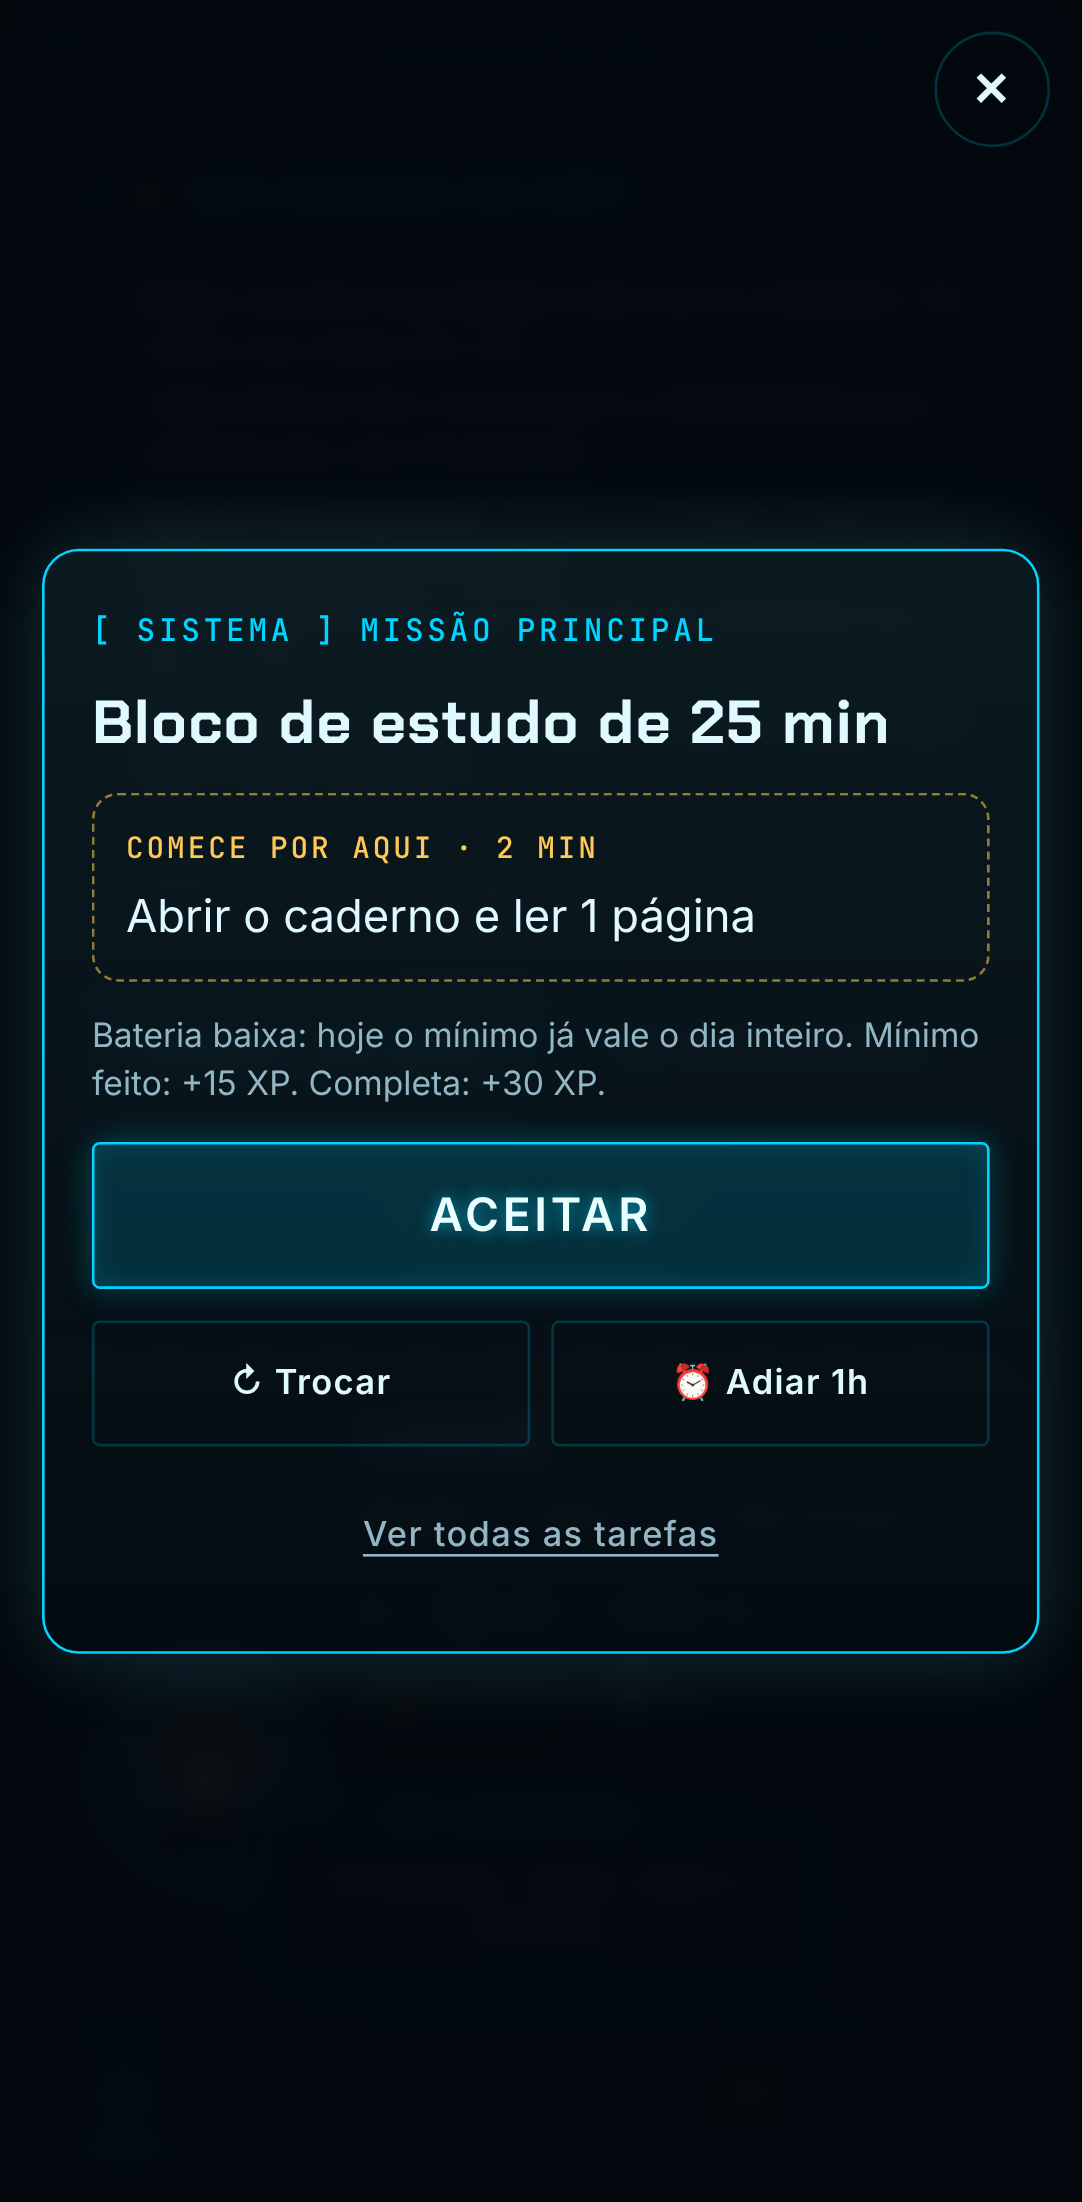 ✕
[ SISTEMA ] MISSÃO PRINCIPAL
Bloco de estudo de 25 min
COMECE POR AQUI · 2 MIN
Abrir o caderno e ler 1 página
Bateria baixa: hoje o mínimo já vale o dia inteiro. Mínimo
feito: +15 XP. Completa: +30 XP.
ACEITAR
↻ Trocar
⏰ Adiar 1h
Ver todas as tarefas